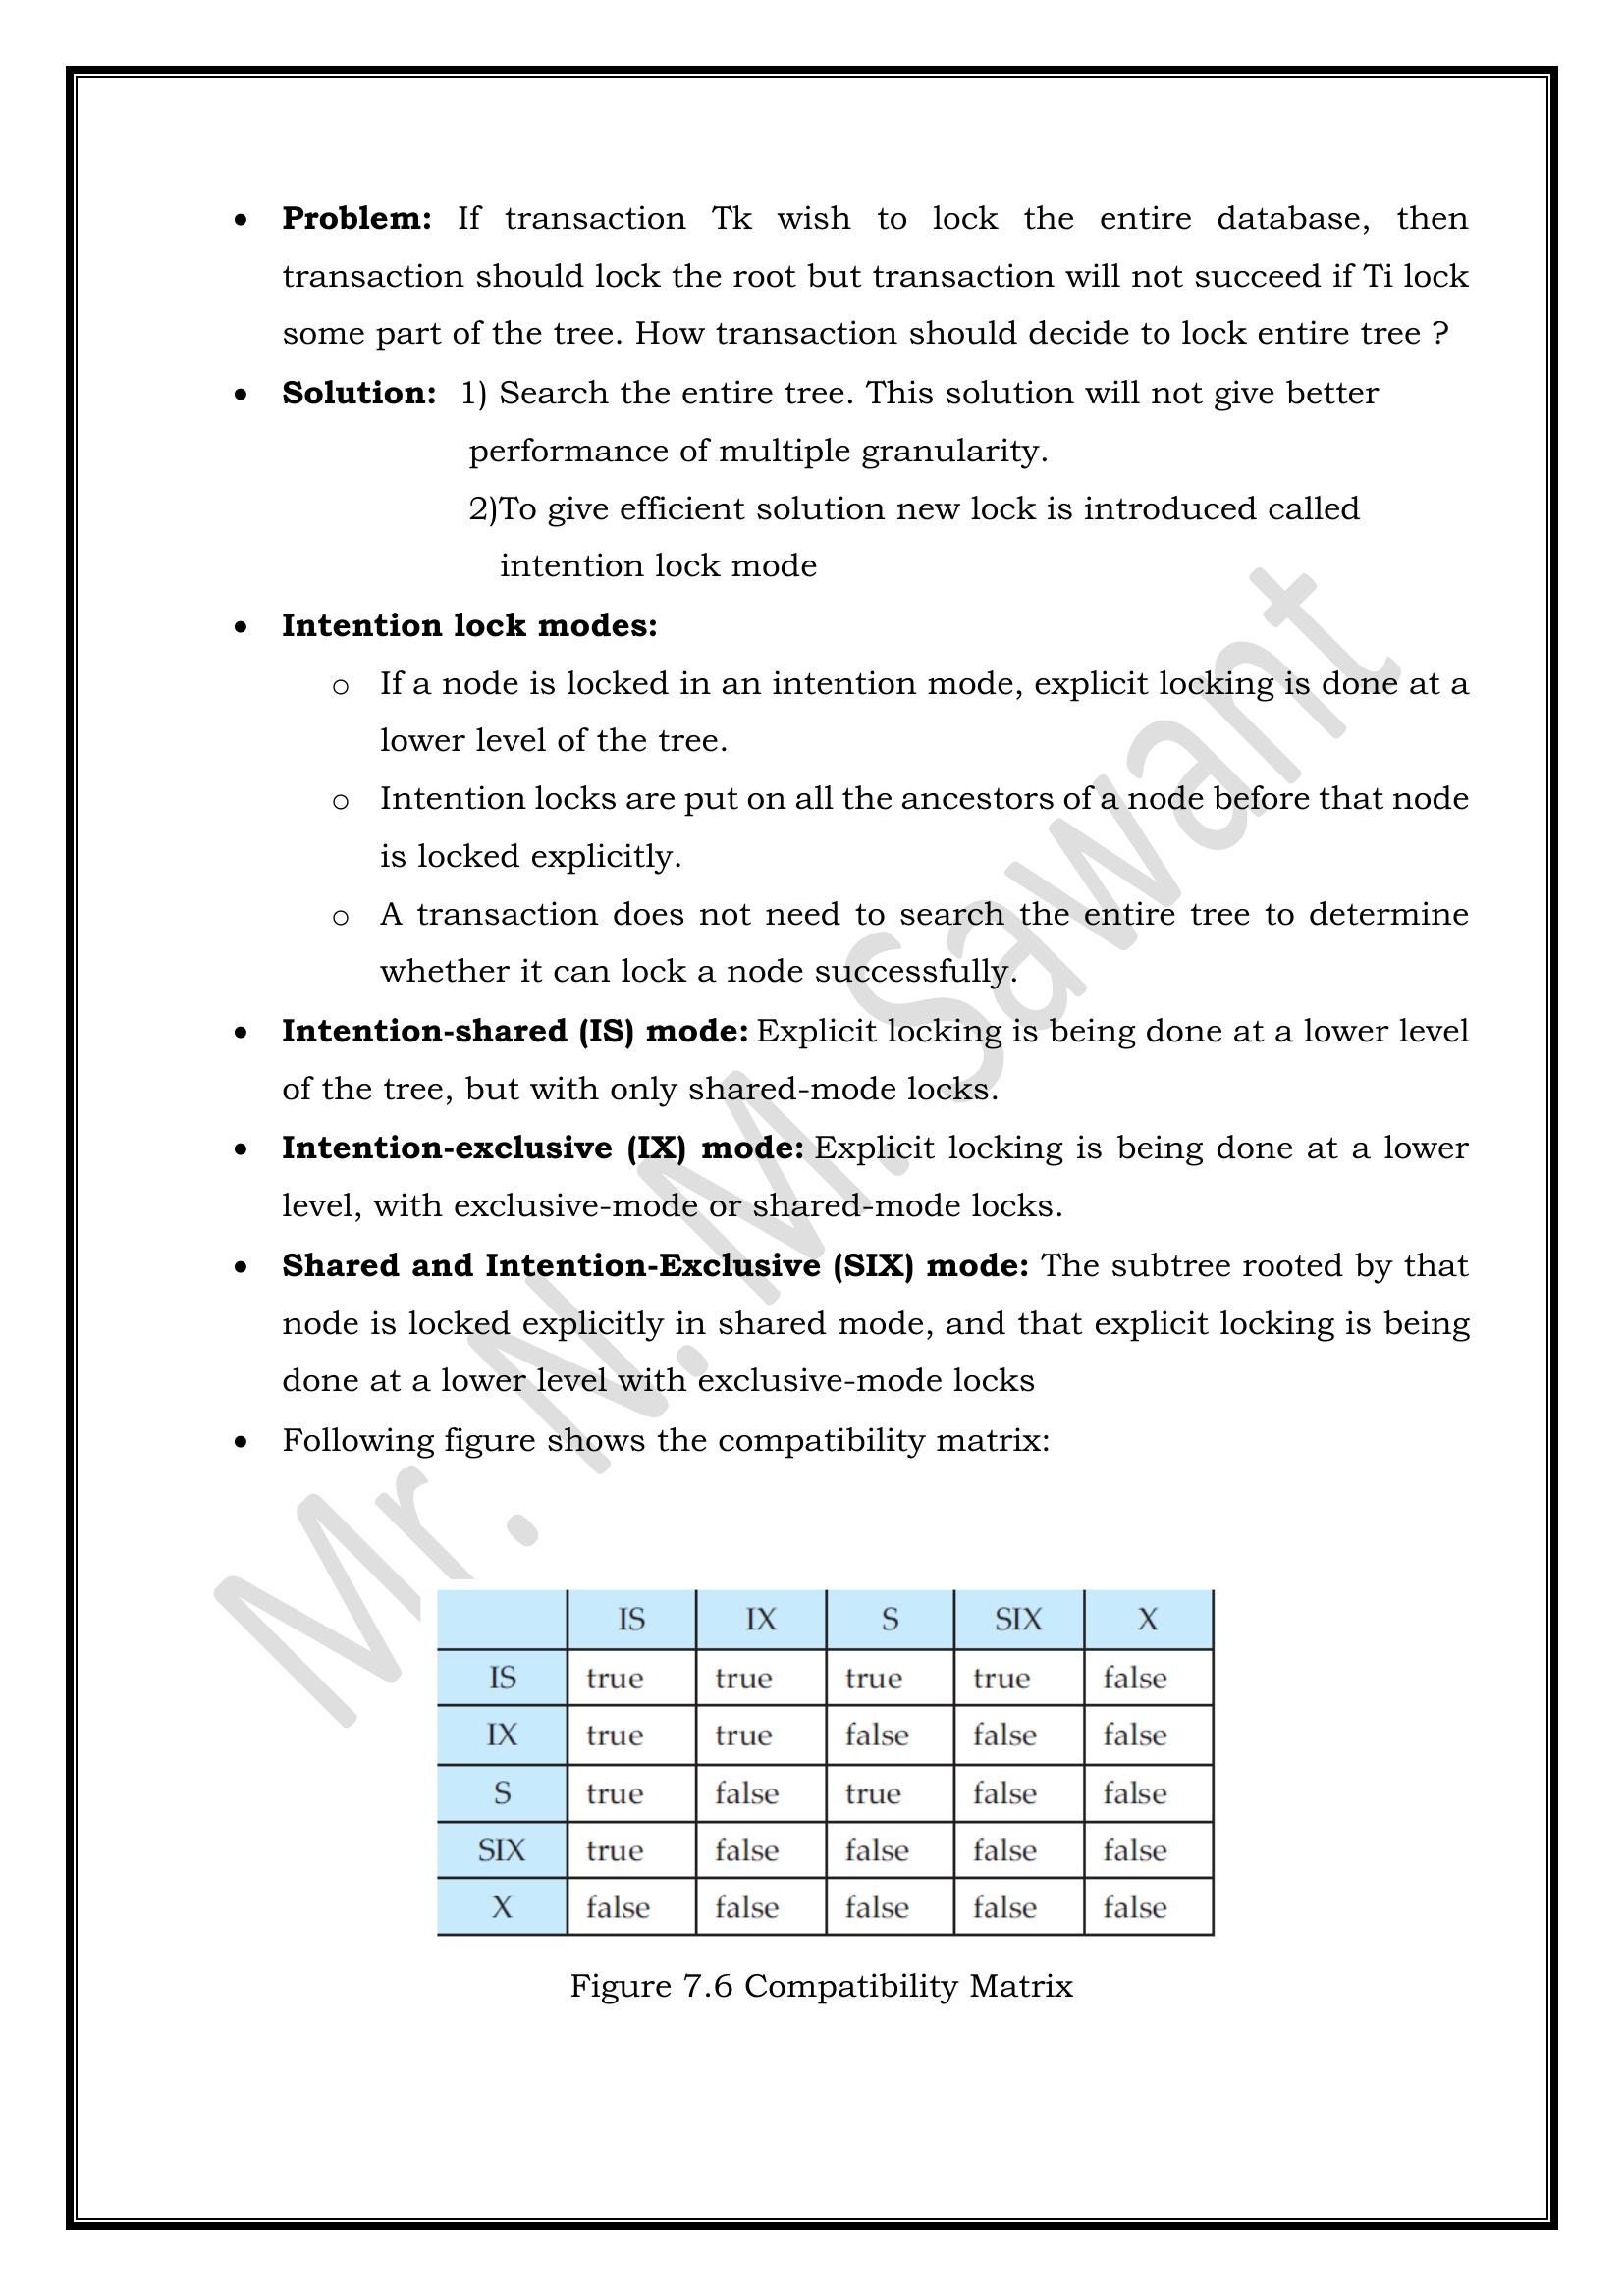 • Problem: If transaction Tk wish to lock the entire database, then
transaction should lock the root but transaction will not succeed if Ti lock
some part of the tree. How transaction should decide to lock entire tree ?
• Solution: 1) Search the entire tree. This solution will not give better
performance of multiple granularity.
2)To give efficient solution new lock is introduced called
intention lock mode
• Intention lock modes:
o If a node is locked in an intention mode, explicit locking is done at a
lower level of the tree.
o Intention locks are put on all the ancestors of a node before that node
is locked explicitly.
o A transaction does not need to search the entire tree to determine
whether it can lock a node successfully.
• Intention-shared (IS) mode: Explicit locking is being done at a lower level
of the tree, but with only shared-mode locks.
• Intention-exclusive (IX) mode: Explicit locking is being done at a lower
level, with exclusive-mode or shared-mode locks.
• Shared and Intention-Exclusive (SIX) mode: The subtree rooted by that
node is locked explicitly in shared mode, and that explicit locking is being
done at a lower level with exclusive-mode locks
• Following figure shows the compatibility matrix:
IS IX S SIX X
IS true true true true false
IX true true false false false
S true false true false false
SIX true false false false false
X false false false false false
Figure 7.6 Compatibility Matrix
Mr. N. M. Sawant